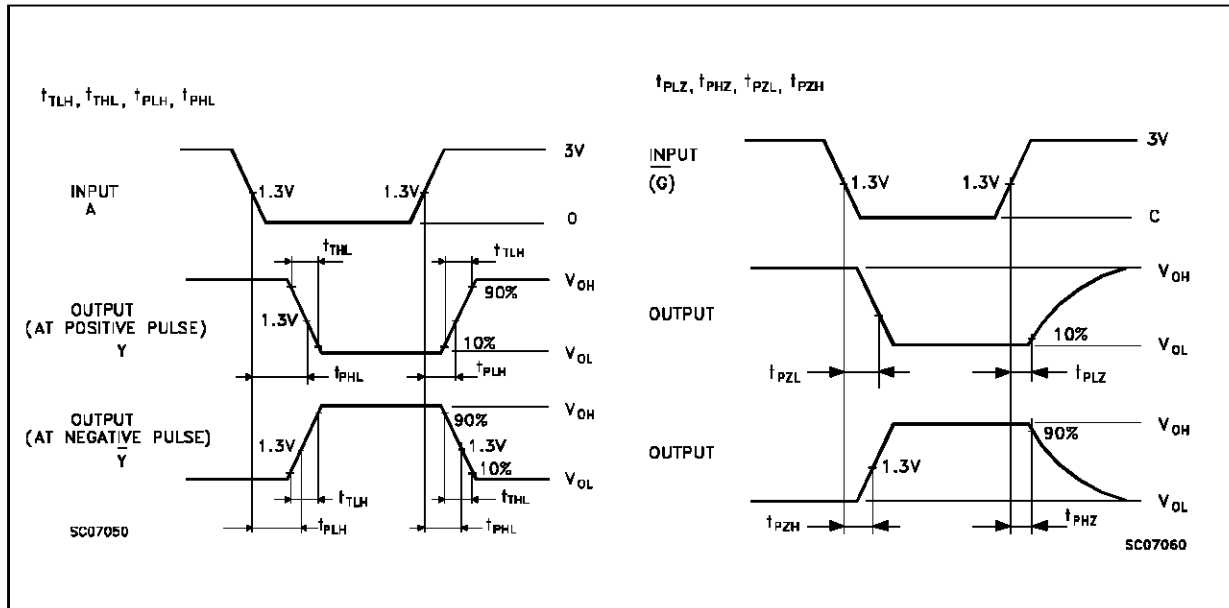 tTLH, tTHL, tPLH, tPHL
3V
INPUT
A
1.3V
1.3V
0
tTHL
tTLH
VOH
90%
OUTPUT
(AT POSITIVE PULSE)
Y
1.3V
10%
VOL
tPHL
tPLH
VOH
OUTPUT
(AT NEGATIVE PULSE)
Y̅
90%
1.3V
1.3V
10%
VOL
tTLH
tTHL
tPLH
tPHL
SC07050
tPLZ, tPHZ, tPZL, tPZH
3V
INPUT
(G̅)
1.3V
1.3V
C
VOH
OUTPUT
10%
VOL
tPZL
tPLZ
VOH
90%
OUTPUT
1.3V
VOL
tPZH
tPHZ
SC07060